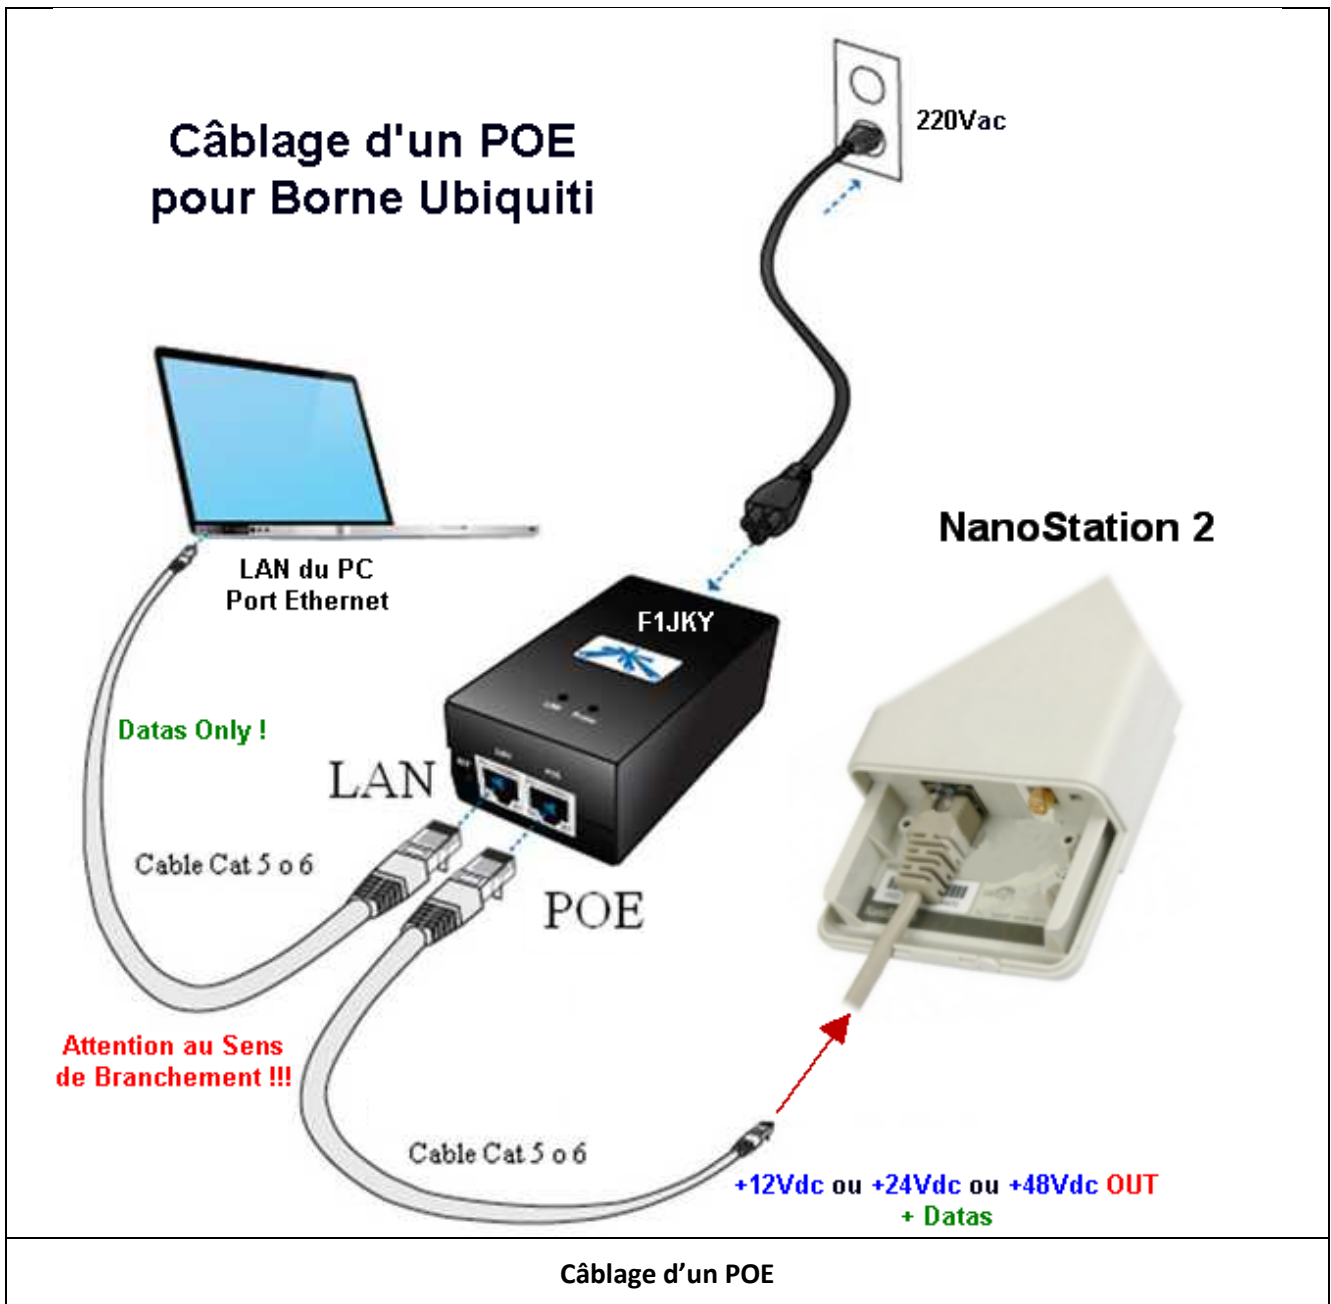 Câblage d'un POE
pour Borne Ubiquiti
220Vac
NanoStation 2
LAN du PC
Port Ethernet
F1JKY
Datas Only !
LAN
Cable Cat 5 o 6
POE
Attention au Sens
de Branchement !!!
Cable Cat 5 o 6
+12Vdc ou +24Vdc ou +48Vdc OUT
+ Datas
Câblage d’un POE